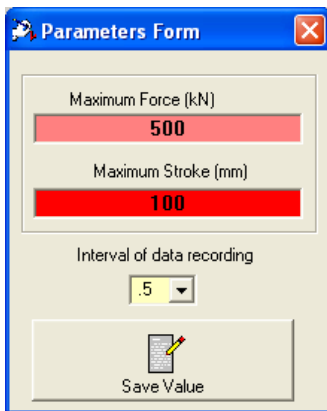 Parameters Form
Maximum Force (kN)
500
Maximum Stroke (mm)
100
Interval of data recording
.5
Save Value